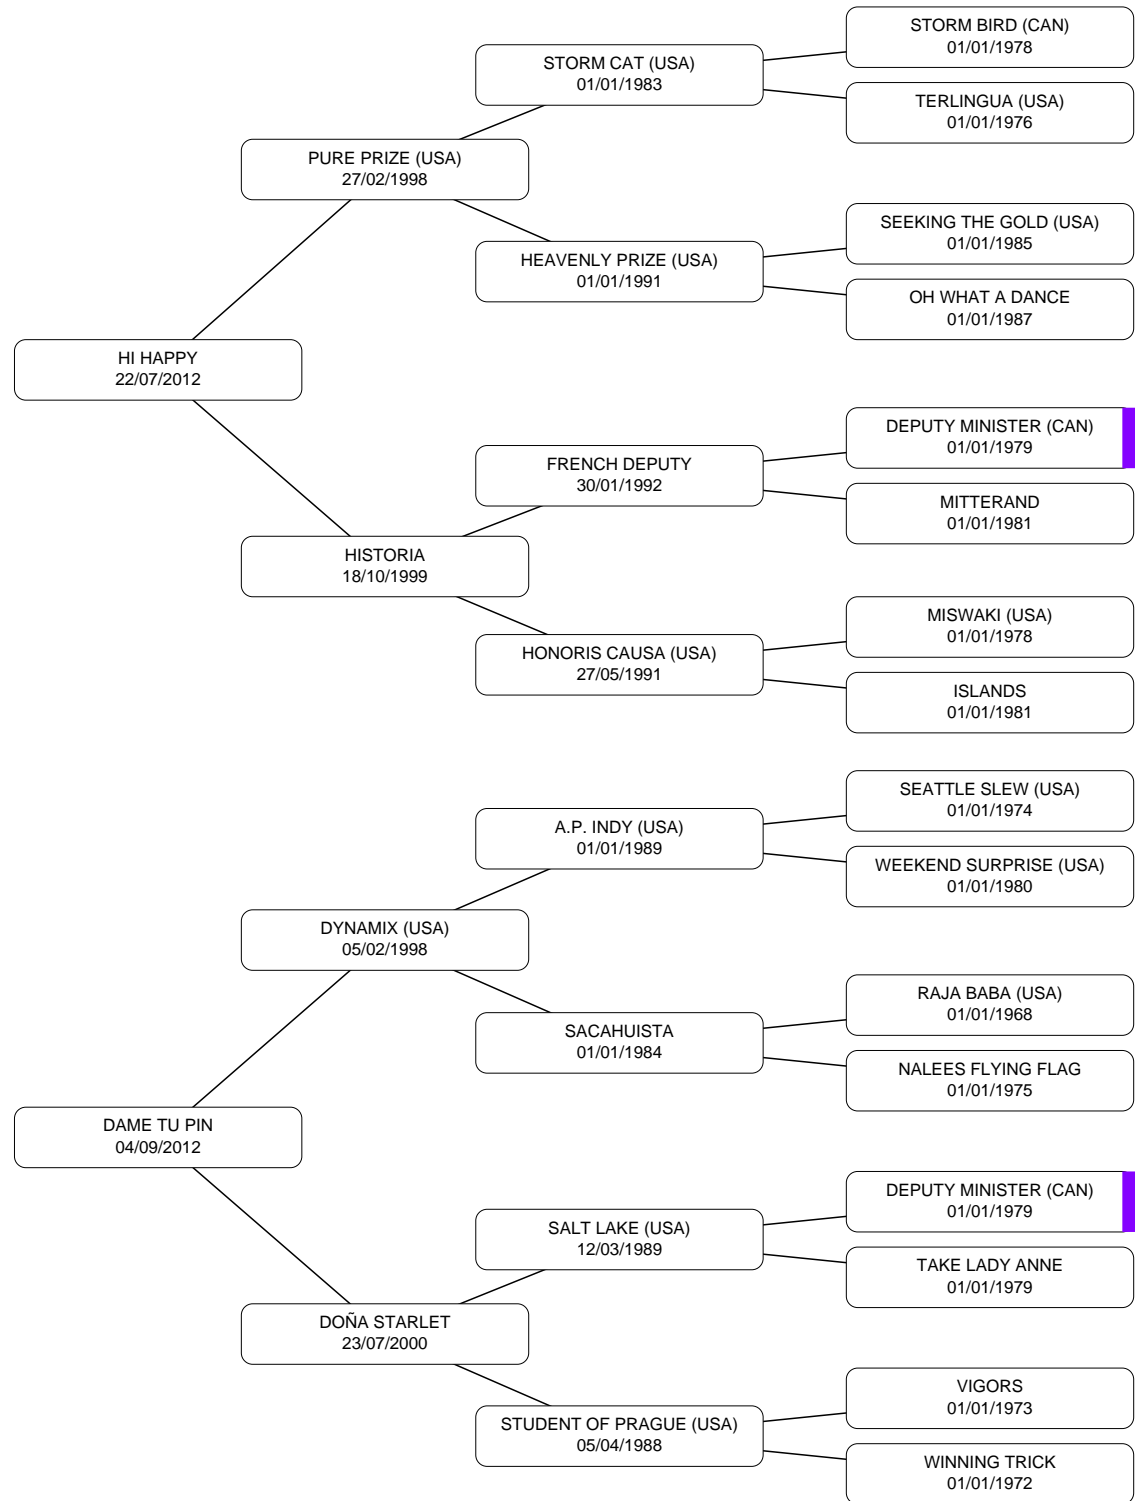 STORM BIRD (CAN)
01/01/1978
STORM CAT (USA)
01/01/1983
TERLINGUA (USA)
01/01/1976
PURE PRIZE (USA)
27/02/1998
SEEKING THE GOLD (USA)
01/01/1985
HEAVENLY PRIZE (USA)
01/01/1991
OH WHAT A DANCE
01/01/1987
HI HAPPY
22/07/2012
DEPUTY MINISTER (CAN)
01/01/1979
FRENCH DEPUTY
30/01/1992
MITTERAND
01/01/1981
HISTORIA
18/10/1999
MISWAKI (USA)
01/01/1978
HONORIS CAUSA (USA)
27/05/1991
ISLANDS
01/01/1981
SEATTLE SLEW (USA)
01/01/1974
A.P. INDY (USA)
01/01/1989
WEEKEND SURPRISE (USA)
01/01/1980
DYNAMIX (USA)
05/02/1998
RAJA BABA (USA)
01/01/1968
SACAHUISTA
01/01/1984
NALEES FLYING FLAG
01/01/1975
DAME TU PIN
04/09/2012
DEPUTY MINISTER (CAN)
01/01/1979
SALT LAKE (USA)
12/03/1989
TAKE LADY ANNE
01/01/1979
DOÑA STARLET
23/07/2000
VIGORS
01/01/1973
STUDENT OF PRAGUE (USA)
05/04/1988
WINNING TRICK
01/01/1972